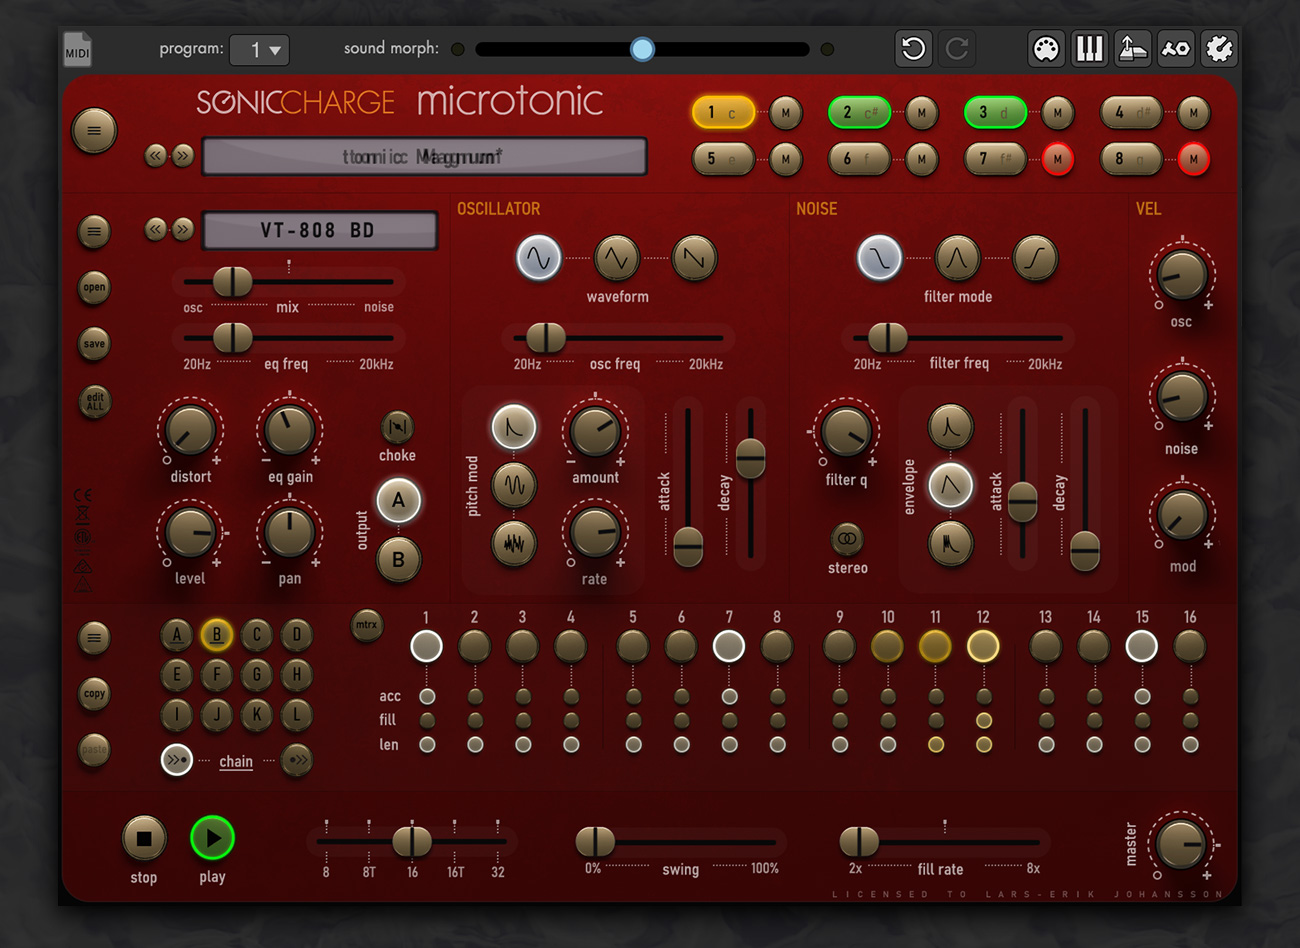 MIDI
program: 1 sound morph:
SONICCHARGE microtonic
1 c M 2 c# M 3 d M 4 d# M
5 e M 6 f M 7 f# M 8 g M
OSCILLATOR NOISE VEL
VT-808 BD
open
osc mix noise
waveform
filter mode
osc
save
20Hz eq freq 20kHz
20Hz osc freq 20kHz
20Hz filter freq 20kHz
edit
ALL
distort eq gain choke
pitch mod
amount
attack
decay
filter q
envelope
attack
decay
noise
output
A
B
level pan
rate
stereo
mod
A B C D
E F G H
I J K L
mtrx
1 2 3 4 5 6 7 8 9 10 11 12 13 14 15 16
copy
acc
fill
len
paste
chain
stop play
8 8T 16 16T 32
0% swing 100%
2x fill rate 8x
master
LICENSED TO LARS-ERIK JOHANSSON